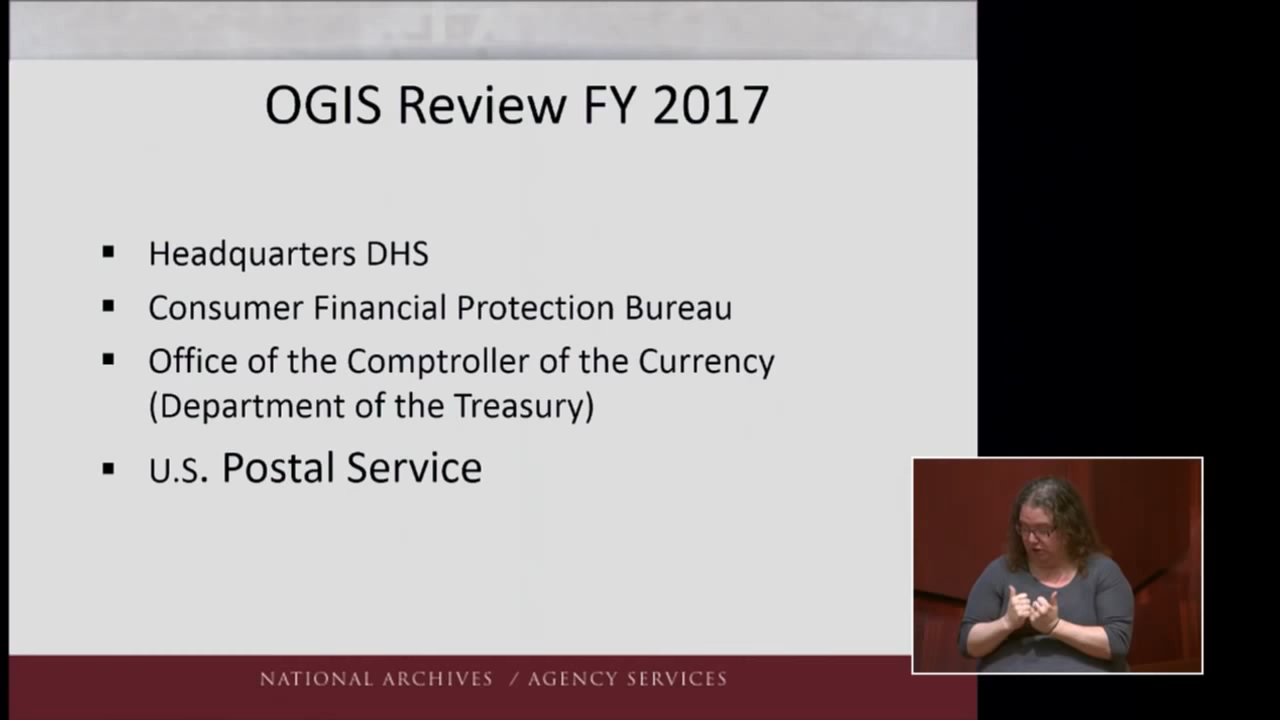 OGIS Review FY 2017
▪ Headquarters DHS
▪ Consumer Financial Protection Bureau
▪ Office of the Comptroller of the Currency
(Department of the Treasury)
▪ U.S. Postal Service
NATIONAL ARCHIVES / AGENCY SERVICES